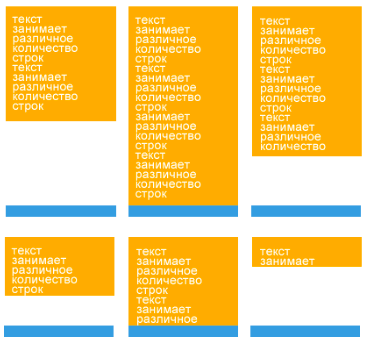 текст
занимает
различное
количество
строк
текст
занимает
различное
количество
строк
текст
занимает
различное
количество
строк
текст
занимает
различное
количество
строк
занимает
различное
количество
строк
текст
занимает
различное
количество
строк
текст
занимает
различное
количество
строк
текст
занимает
различное
количество
строк
текст
занимает
различное
количество
текст
занимает
различное
количество
строк
текст
занимает
различное
количество
строк
текст
занимает
различное
текст
занимает